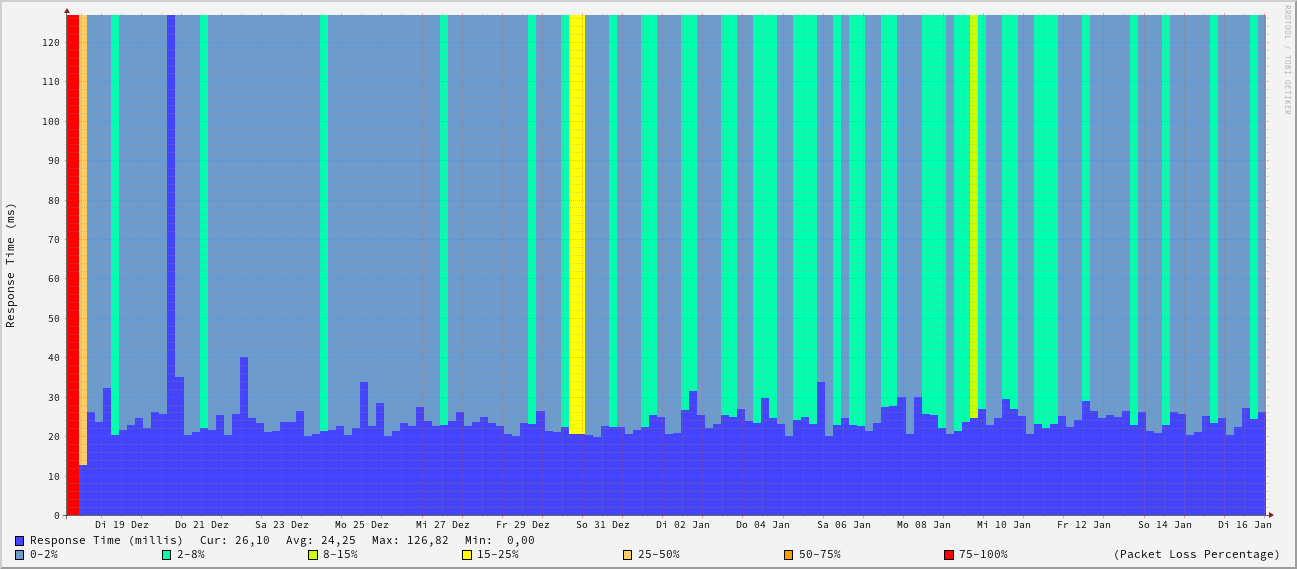 RRDTOOL / TOBI OETIKER
Response Time (ms)
120
110
100
90
80
70
60
50
40
30
20
10
0
Di 19 Dez Do 21 Dez Sa 23 Dez Mo 25 Dez Mi 27 Dez Fr 29 Dez So 31 Dez Di 02 Jan Do 04 Jan Sa 06 Jan Mo 08 Jan Mi 10 Jan Fr 12 Jan So 14 Jan Di 16 Jan
Response Time (millis) Cur: 26,10 Avg: 24,25 Max: 126,82 Min: 0,00
0-2% 2-8% 8-15% 15-25% 25-50% 50-75% 75-100% (Packet Loss Percentage)